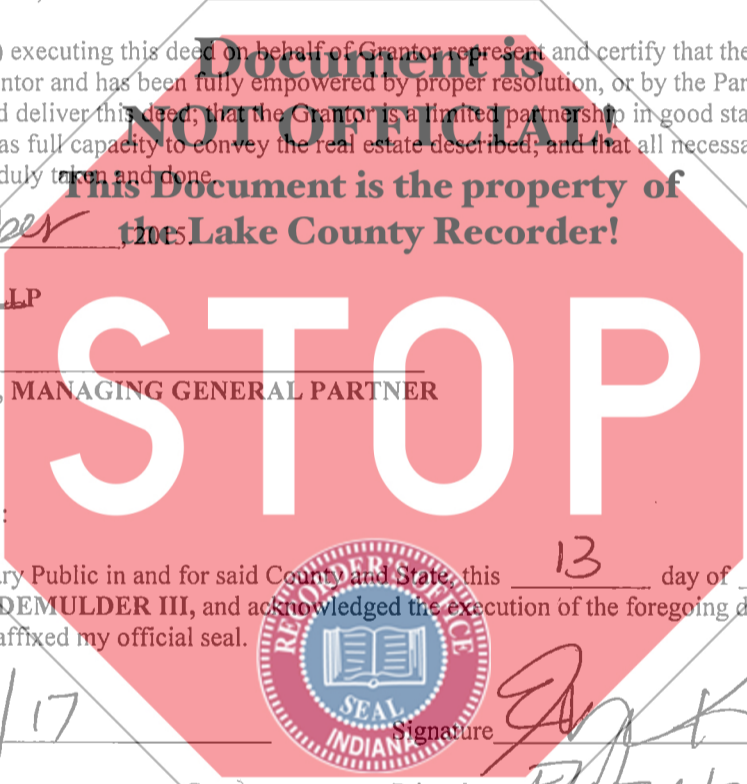 ) executing this deed on behalf of Grantor represent and certify that the
ntor and has been fully empowered by proper resolution, or by the Par
d deliver this deed; that the Grantor is a limited partnership in good sta
as full capacity to convey the real estate described; and that all necessa
duly taken and done.
Document is
NOT OFFICIAL!
This Document is the property of
the Lake County Recorder!
ber , 2015.
LLP
STOP
, MANAGING GENERAL PARTNER
:
ry Public in and for said County and State, this 13 day of
DEMULDER III, and acknowledged the execution of the foregoing d
affixed my official seal.
RECORDER'S OFFICE
SEAL
INDIANA
/17
Signature